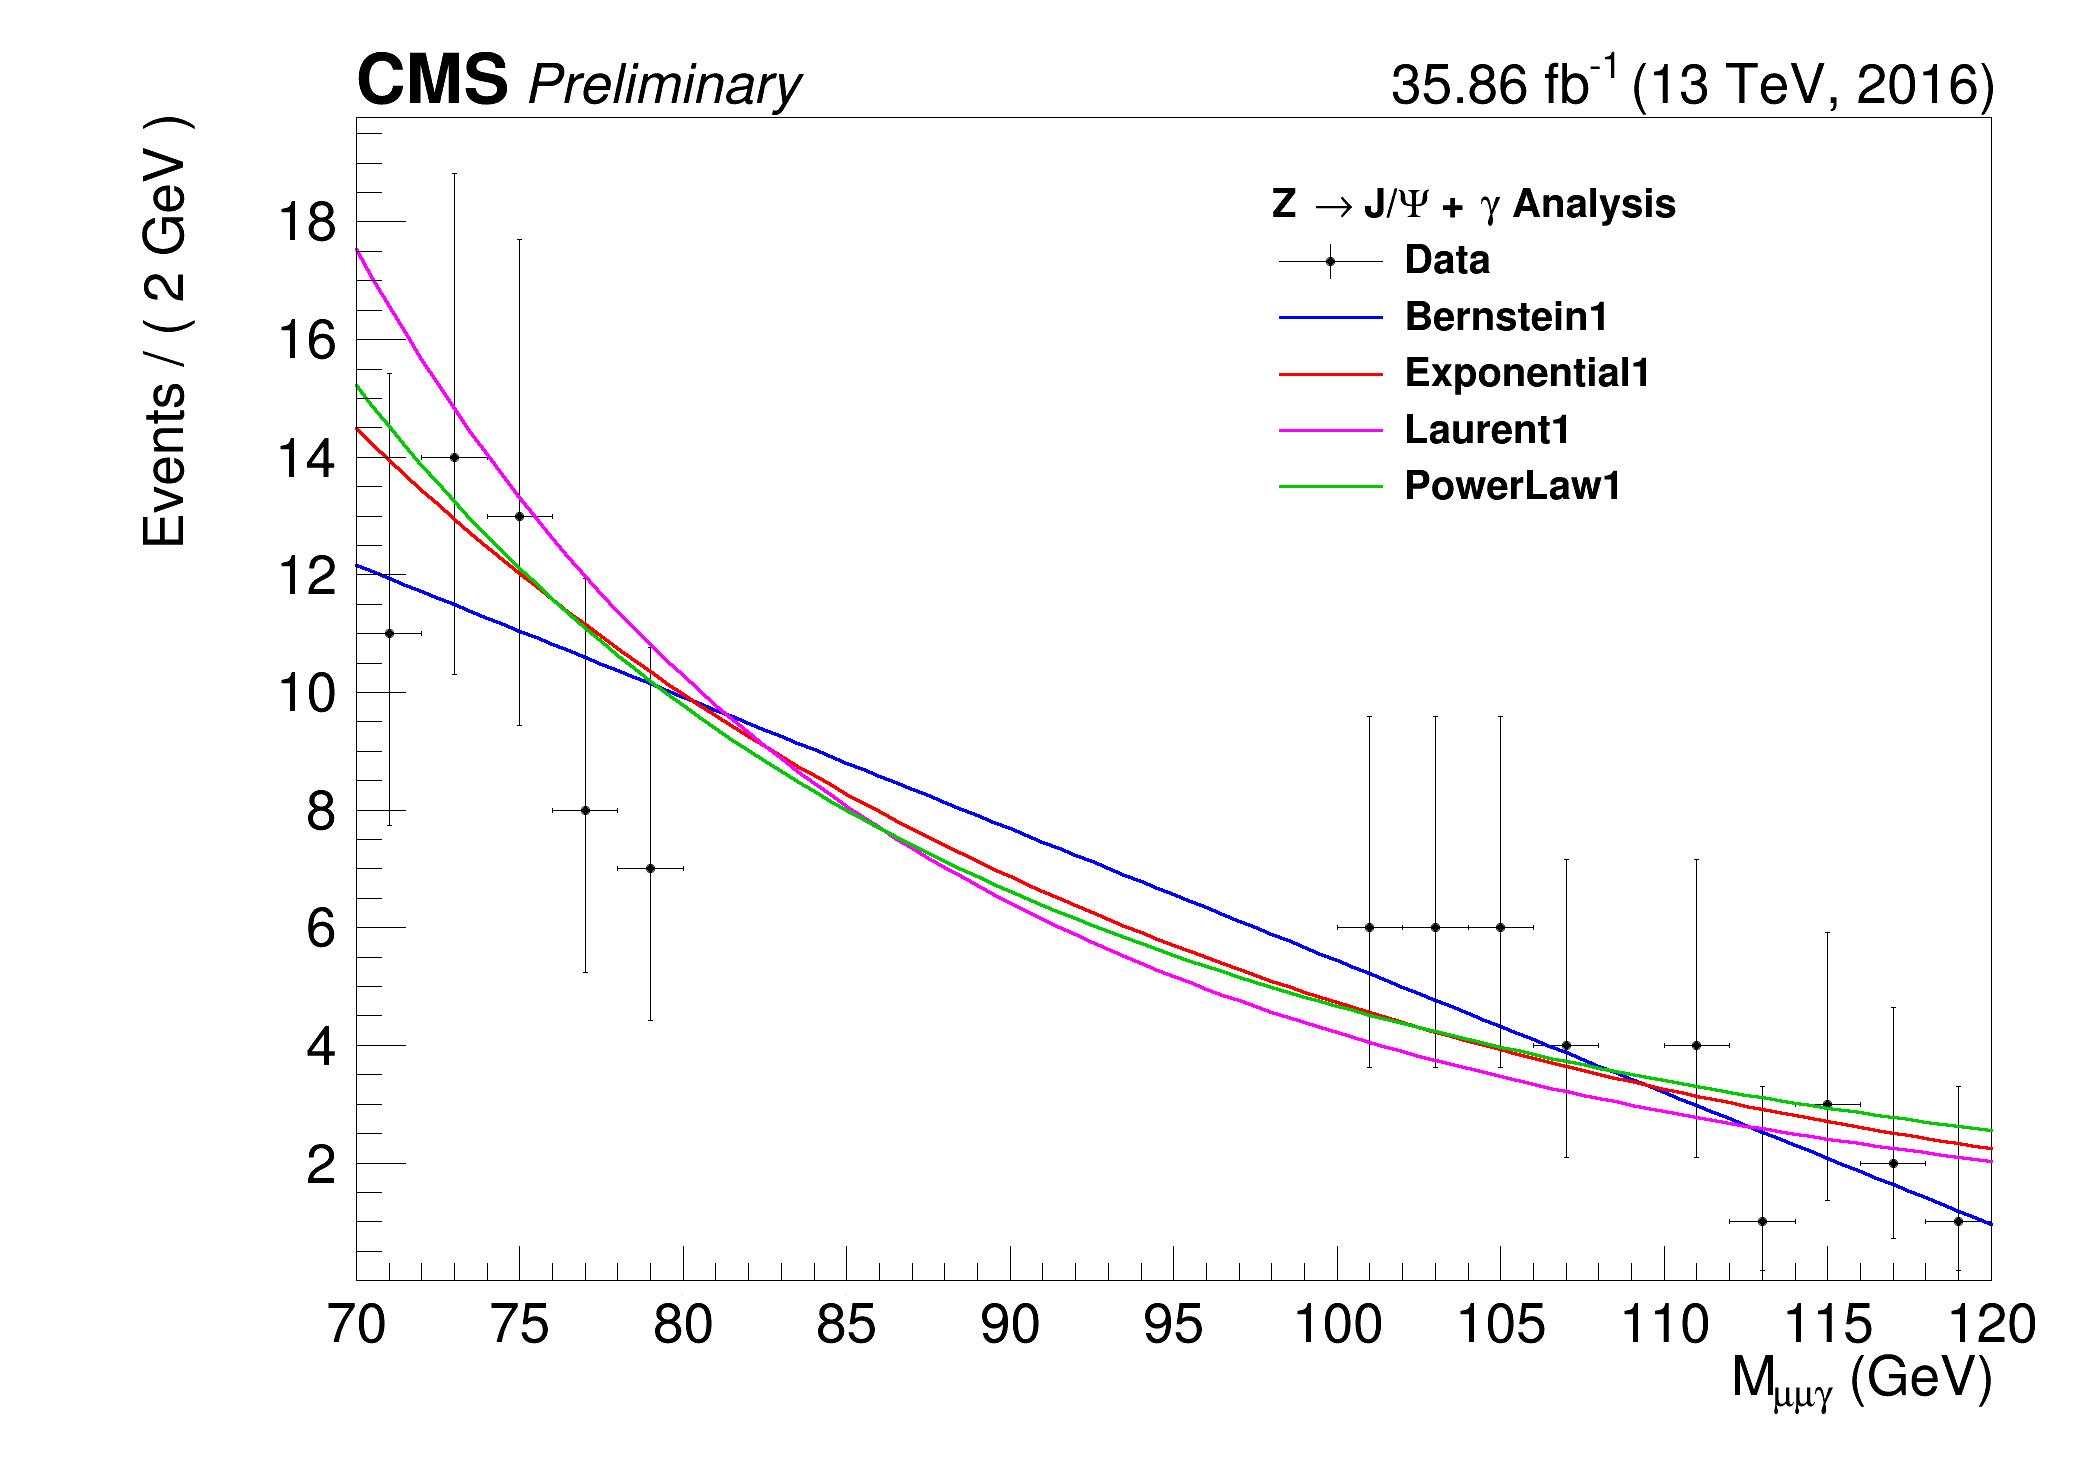 CMS Preliminary 35.86 fb⁻¹ (13 TeV, 2016)
Events / ( 2 GeV )
Z → J/Ψ + γ Analysis
Data
Bernstein1
Exponential1
Laurent1
PowerLaw1
18
16
14
12
10
8
6
4
2
70 75 80 85 90 95 100 105 110 115 120
M_μμγ (GeV)